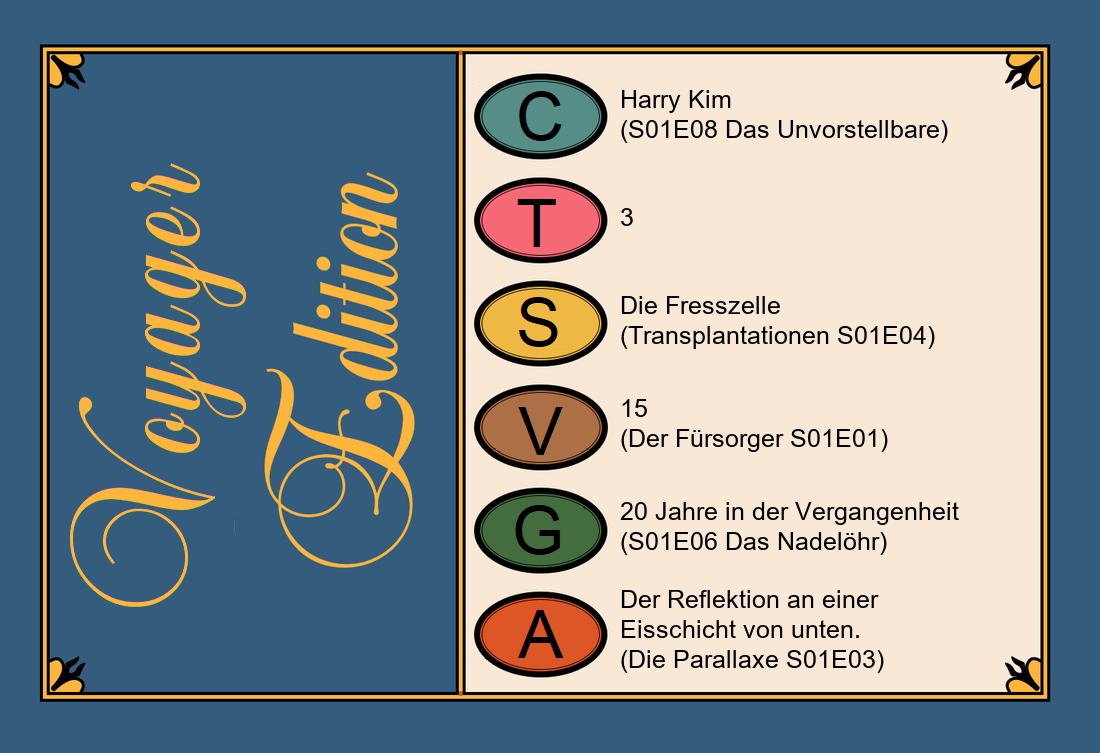 Voyager
Edition
C
Harry Kim
(S01E08 Das Unvorstellbare)
T
3
S
Die Fresszelle
(Transplantationen S01E04)
V
15
(Der Fürsorger S01E01)
G
20 Jahre in der Vergangenheit
(S01E06 Das Nadelöhr)
A
Der Reflektion an einer
Eisschicht von unten.
(Die Parallaxe S01E03)